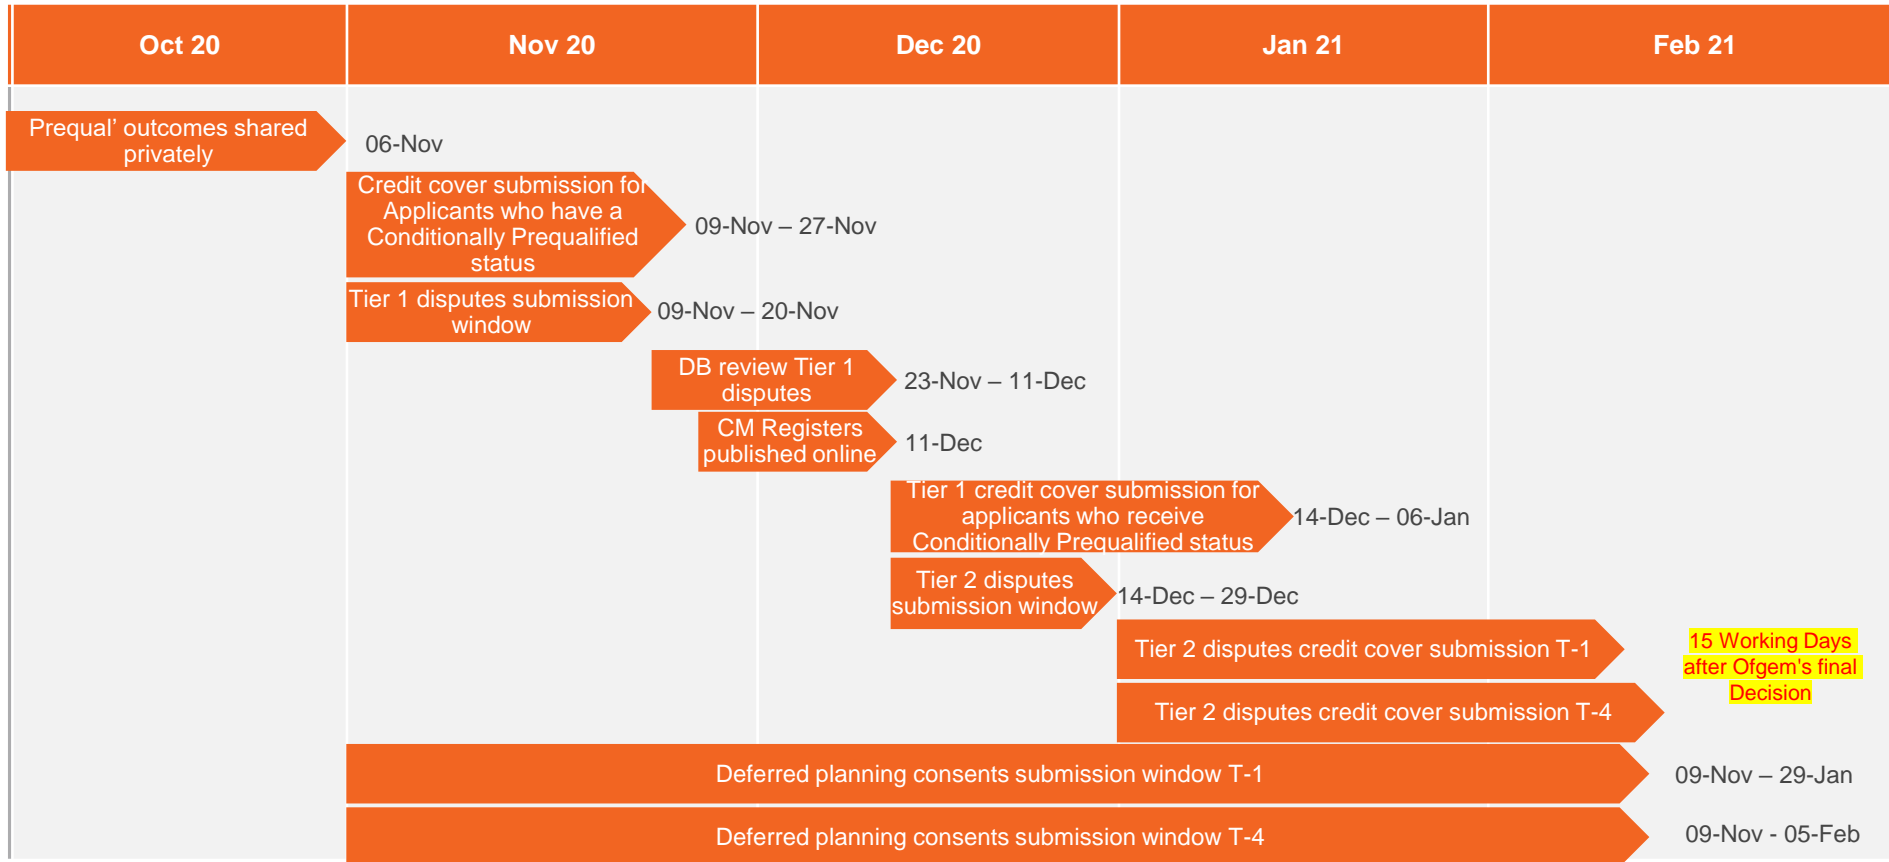 Oct 20
Nov 20
Dec 20
Jan 21
Feb 21
Prequal’ outcomes shared
privately
06-Nov
Credit cover submission for
Applicants who have a
Conditionally Prequalified
status
09-Nov – 27-Nov
Tier 1 disputes submission
window
09-Nov – 20-Nov
DB review Tier 1
disputes
23-Nov – 11-Dec
CM Registers
published online
11-Dec
Tier 1 credit cover submission for
applicants who receive
Conditionally Prequalified status
14-Dec – 06-Jan
Tier 2 disputes
submission window
14-Dec – 29-Dec
Tier 2 disputes credit cover submission T-1
Tier 2 disputes credit cover submission T-4
15 Working Days
after Ofgem's final
Decision
Deferred planning consents submission window T-1
09-Nov – 29-Jan
Deferred planning consents submission window T-4
09-Nov - 05-Feb